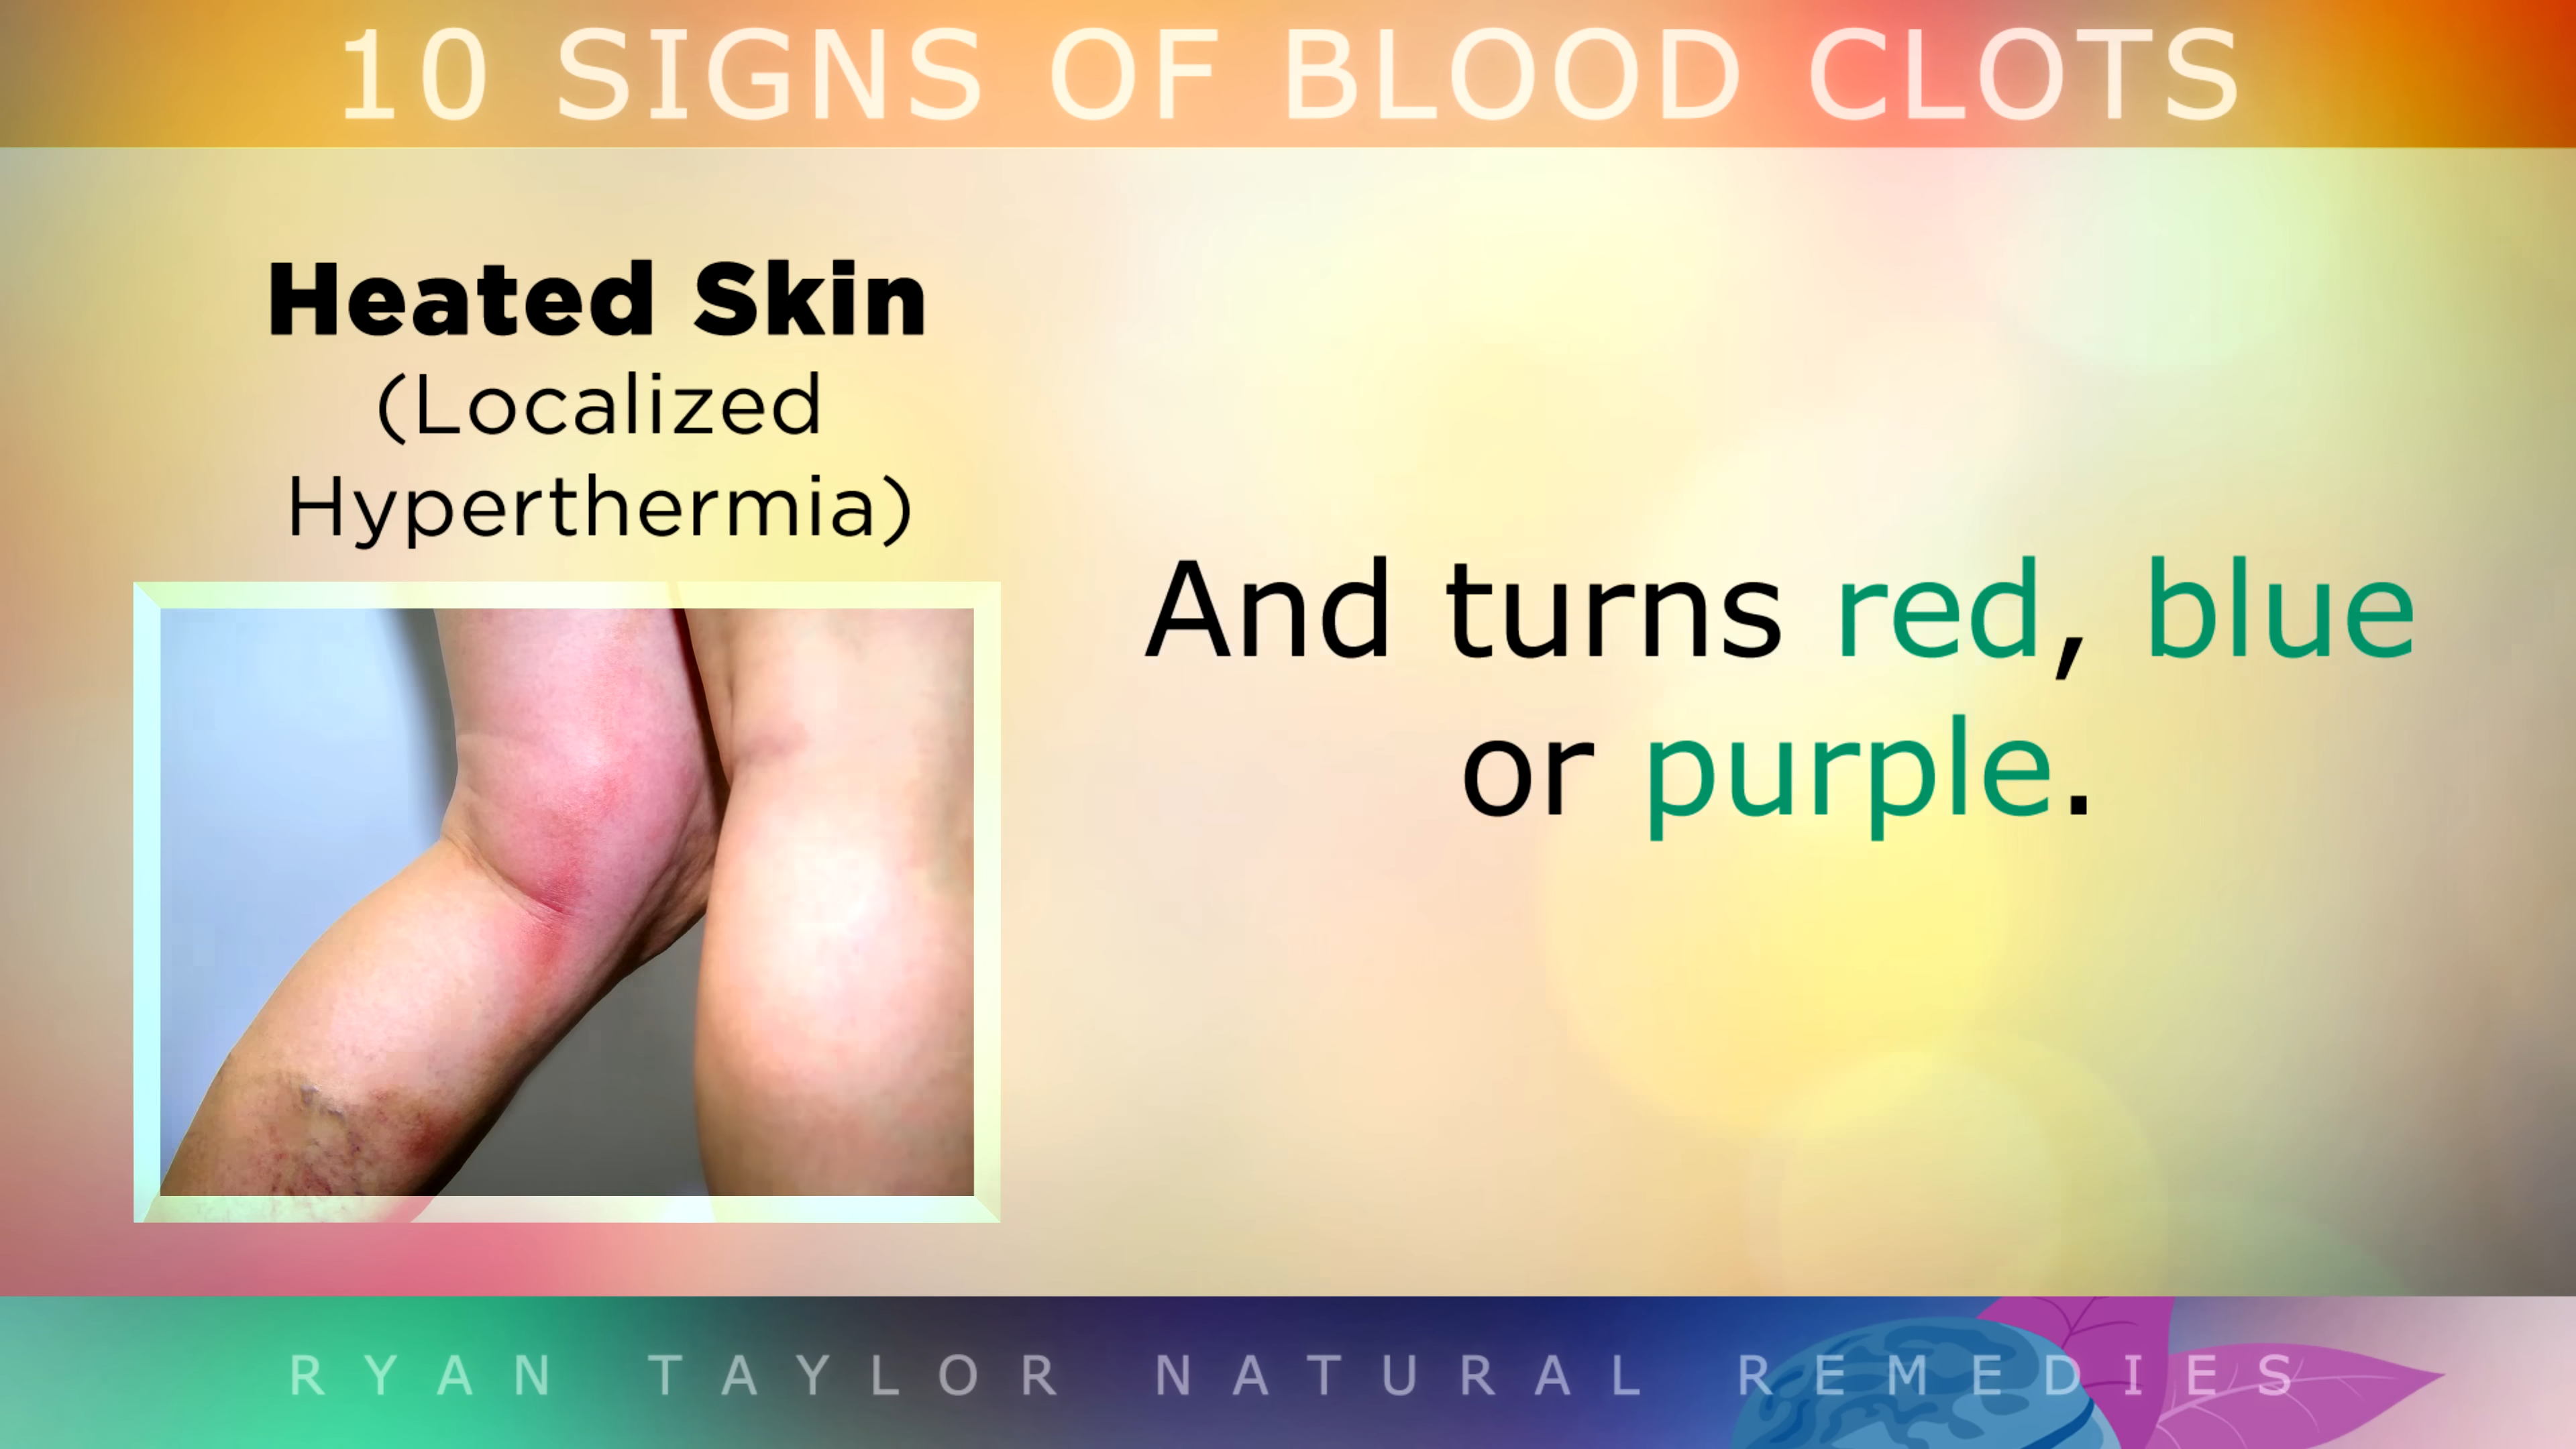 10 SIGNS OF BLOOD CLOTS
Heated Skin
(Localized
Hyperthermia)
And turns red, blue
or purple.
RYAN TAYLOR NATURAL REMEDIES